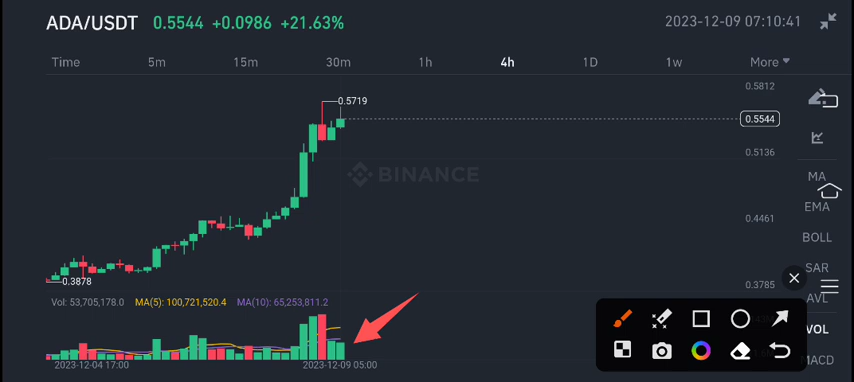 ADA/USDT 0.5544 +0.0986 +21.63% 2023-12-09 07:10:41
Time 5m 15m 30m 1h 4h 1D 1w More
0.5812
0.5719
0.5544
0.5136
BINANCE
MA
0.4461
EMA
BOLL
SAR
0.3878
0.3785
AVL
Vol: 53,705,178.0 MA(5): 100,721,520.4 MA(10): 65,253,811.2
VOL
MACD
2023-12-04 17:00 2023-12-09 05:00